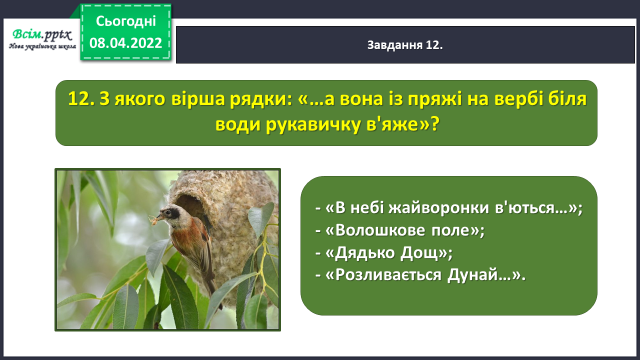 Сьогодні
08.04.2022
Всім.pptx
Нова українська школа
Завдання 12.
12. З якого вірша рядки: «…а вона із пряжі на вербі біля
води рукавичку в'яже»?
- «В небі жайворонки в'ються…»;
- «Волошкове поле»;
- «Дядько Дощ»;
- «Розливається Дунай…».